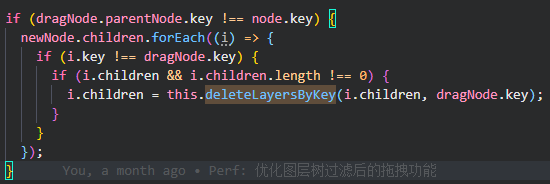 if (dragNode.parentNode.key !== node.key) {
  newNode.children.forEach((i) => {
    if (i.key !== dragNode.key) {
      if (i.children && i.children.length !== 0) {
        i.children = this.deleteLayersByKey(i.children, dragNode.key);
      }
    }
  });
}     You, a month ago • Perf: 优化图层树过滤后的拖拽功能